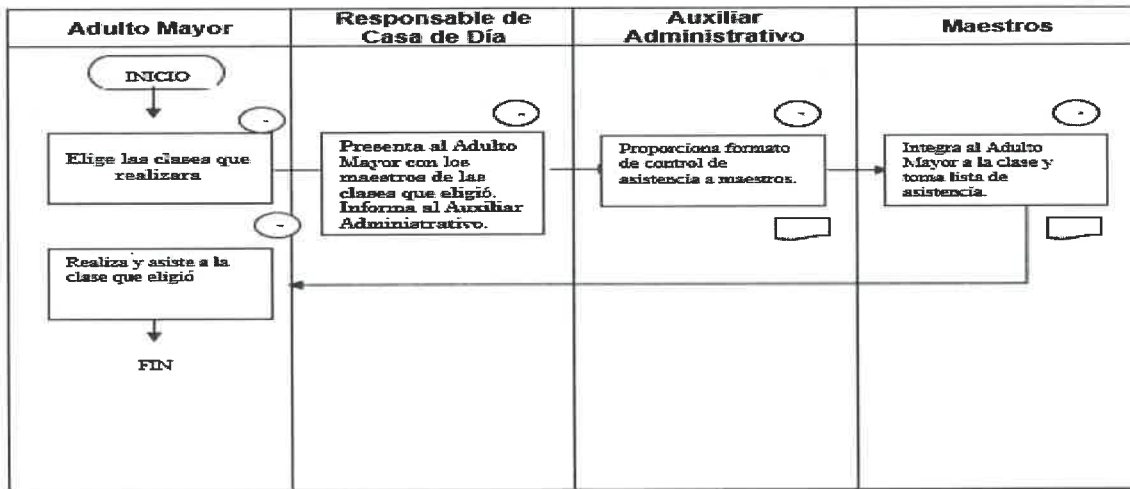 Adulto Mayor
Responsable de
Casa de Día
Auxiliar
Administrativo
Maestros
INICIO
Elige las clases que
realizara
Presenta al Adulto
Mayor con los
maestros de las
clases que eligió.
Informa al Auxiliar
Administrativo.
Proporciona formato
de control de
asistencia a maestros.
Integra al Adulto
Mayor a la clase y
toma lista de
asistencia.
Realiza y asiste a la
clase que eligió
FIN